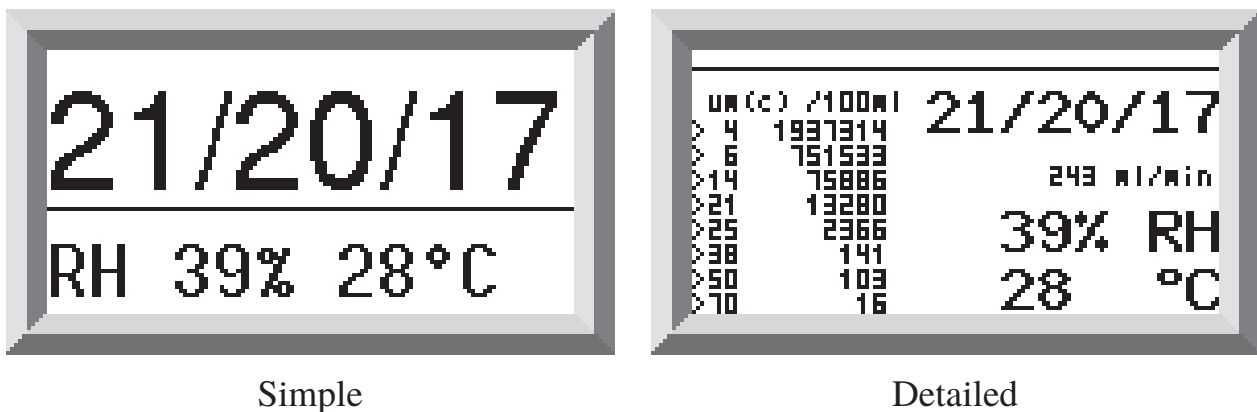 21/20/17
RH 39% 28°C
Simple
um(c) /100ml
> 4 1937314
> 6 751533
>14 75886
>21 13280
>25 2366
>38 141
>50 103
>70 16
21/20/17
243 ml/min
39% RH
28 °C
Detailed